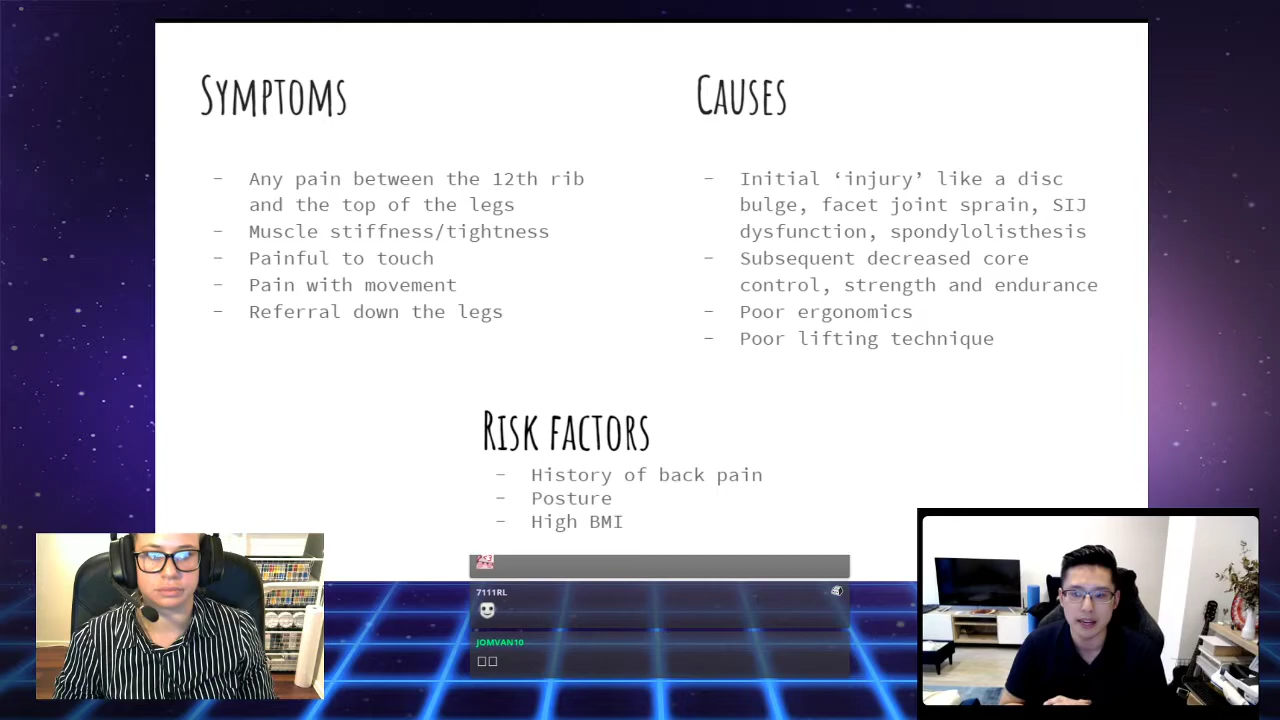 SYMPTOMS
- Any pain between the 12th rib
and the top of the legs
- Muscle stiffness/tightness
- Painful to touch
- Pain with movement
- Referral down the legs
CAUSES
- Initial ‘injury’ like a disc
bulge, facet joint sprain, SIJ
dysfunction, spondylolisthesis
- Subsequent decreased core
control, strength and endurance
- Poor ergonomics
- Poor lifting technique
RISK FACTORS
- History of back pain
- Posture
- High BMI
7111RL
JOMVAN10